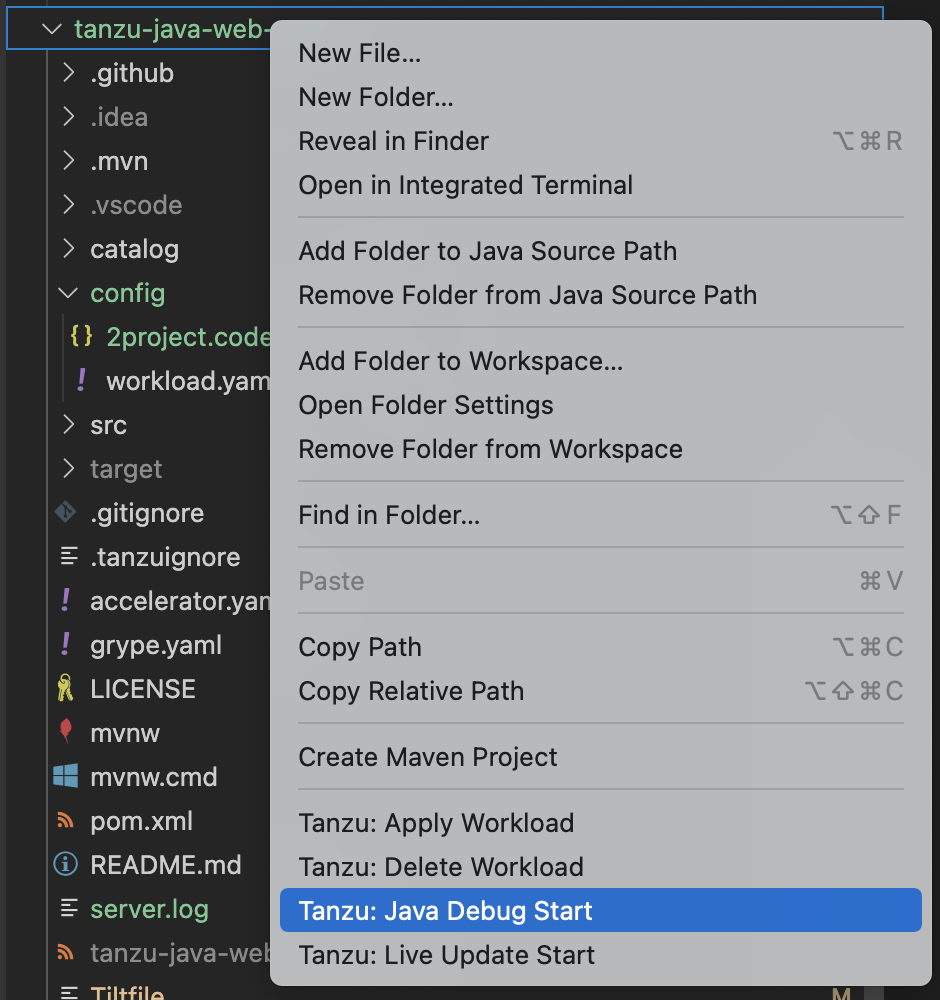 tanzu-java-web-
.github
.idea
.mvn
.vscode
catalog
config
{} 2project.code
! workload.yam
src
target
.gitignore
.tanzuignore
! accelerator.yam
! grype.yaml
LICENSE
mvnw
mvnw.cmd
pom.xml
README.md
server.log
tanzu-java-web
Tiltfile
M
New File...
New Folder...
Reveal in Finder ⌥⌘R
Open in Integrated Terminal
Add Folder to Java Source Path
Remove Folder from Java Source Path
Add Folder to Workspace...
Open Folder Settings
Remove Folder from Workspace
Find in Folder... ⌥⇧F
Paste ⌘V
Copy Path ⌥⌘C
Copy Relative Path ⌥⇧⌘C
Create Maven Project
Tanzu: Apply Workload
Tanzu: Delete Workload
Tanzu: Java Debug Start
Tanzu: Live Update Start